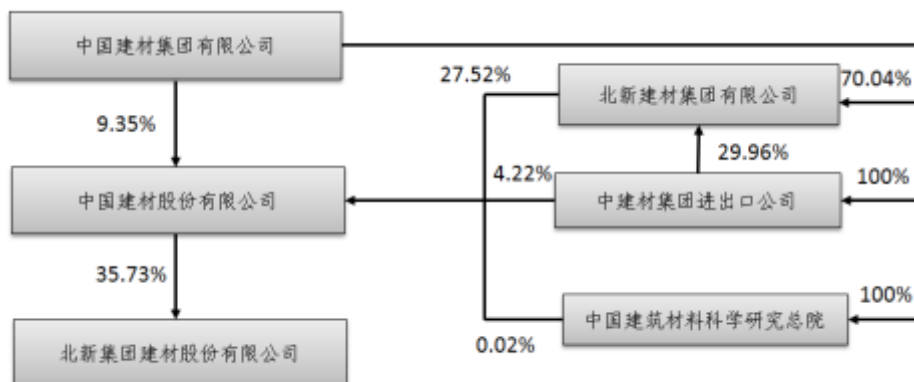 中国建材集团有限公司
27.52%
70.04%
北新建材集团有限公司
9.35%
29.96%
4.22%
100%
中国建材股份有限公司
中建材集团进出口公司
35.73%
100%
中国建筑材料科学研究总院
0.02%
北新集团建材股份有限公司